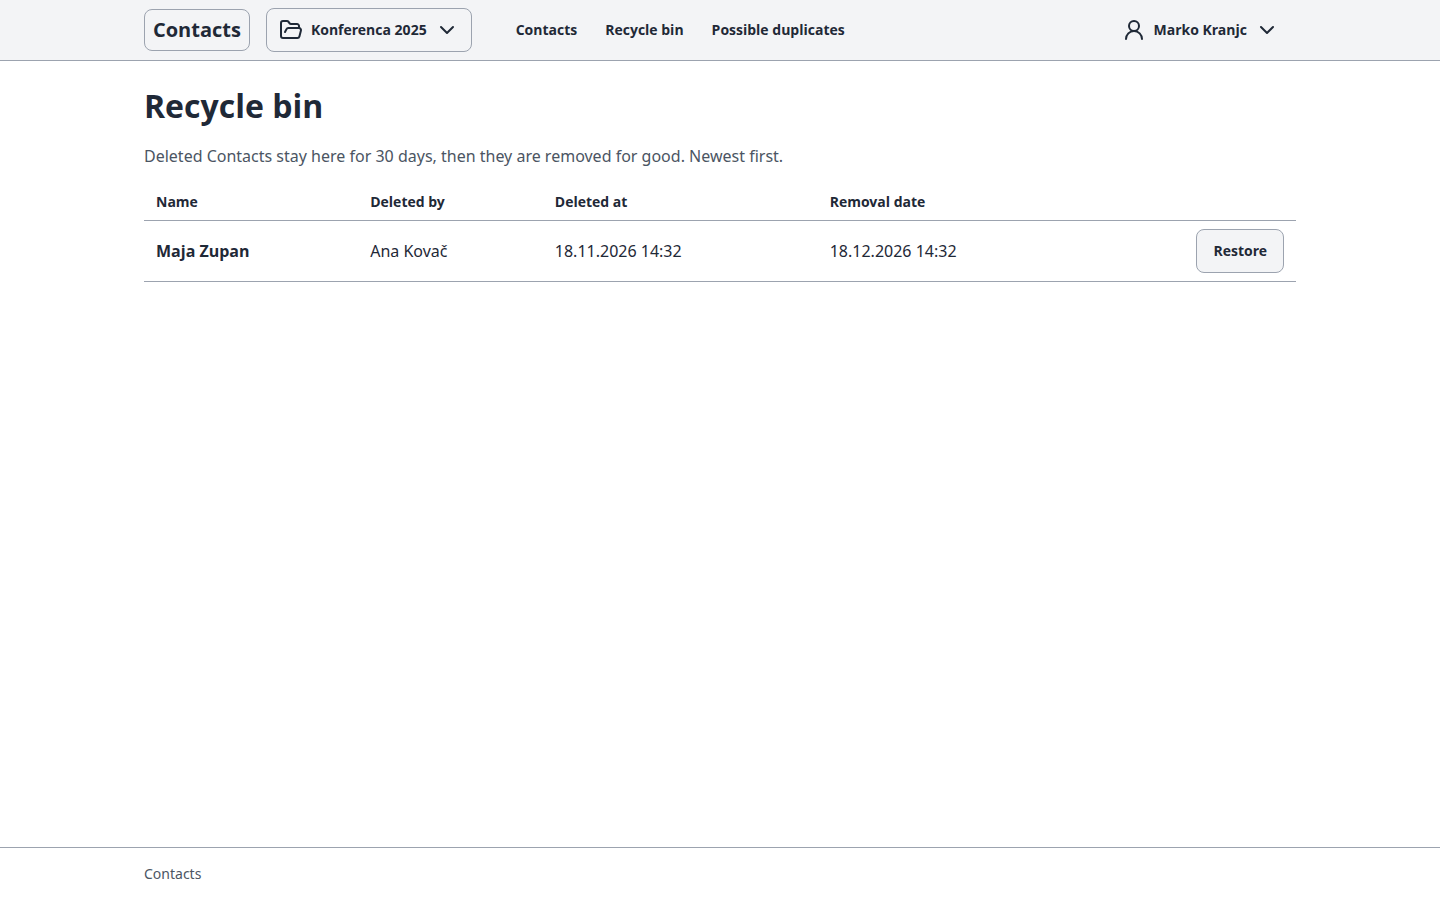 Contacts Konferenca 2025 Contacts Recycle bin Possible duplicates Marko Kranjc
Recycle bin
Deleted Contacts stay here for 30 days, then they are removed for good. Newest first.
Name Deleted by Deleted at Removal date
Maja Zupan Ana Kovač 18.11.2026 14:32 18.12.2026 14:32 Restore
Contacts